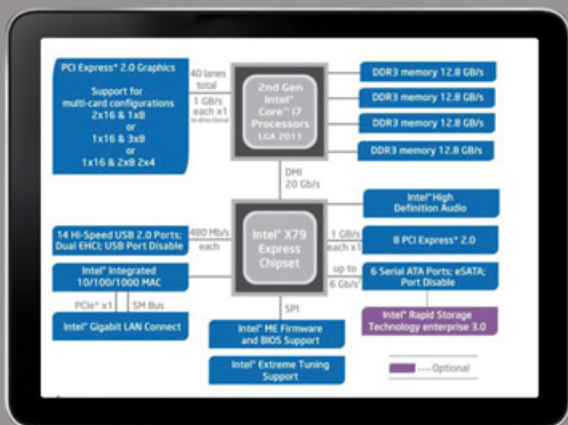 PCI Express* 2.0 Graphics
Support for
multi-card configurations
2x16 & 1x8
or
1x16 & 3x8
or
1x16 & 2x8 2x4
40 lanes
total
1 GB/s
each x1
Bi-directional
2nd Gen
Intel®
Core™ i7
Processors
LGA 2011
DDR3 memory 12.8 GB/s
DDR3 memory 12.8 GB/s
DDR3 memory 12.8 GB/s
DDR3 memory 12.8 GB/s
DMI
20 Gb/s
Intel® High
Definition Audio
14 Hi-Speed USB 2.0 Ports;
Dual EHCI; USB Port Disable
480 Mb/s
each
Intel® X79
Express
Chipset
1 GB/s
each x1
8 PCI Express* 2.0
Intel® Integrated
10/100/1000 MAC
up to
6 Gb/s
6 Serial ATA Ports; eSATA;
Port Disable
PCIe* x1
SM Bus
SPI
Intel® Gigabit LAN Connect
Intel® ME Firmware
and BIOS Support
Intel® Rapid Storage
Technology enterprise 3.0
Intel® Extreme Tuning
Support
.... Optional